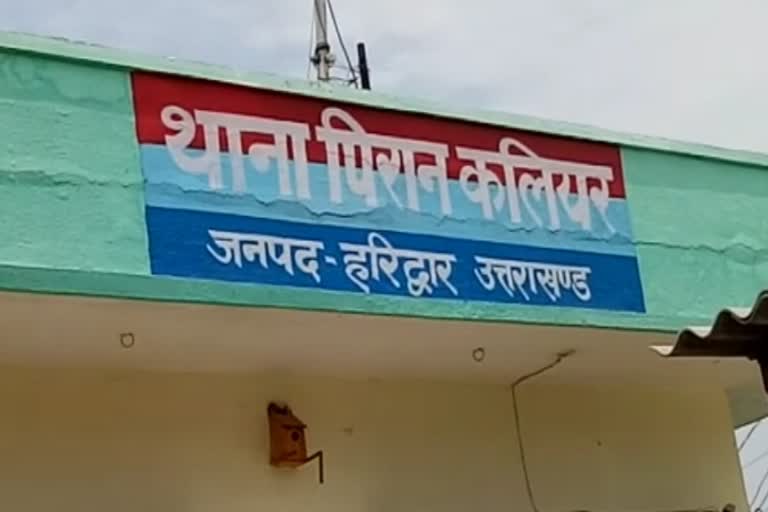 थाना पिरान कलियर
जनपद-हरिद्वार उत्तराखण्ड